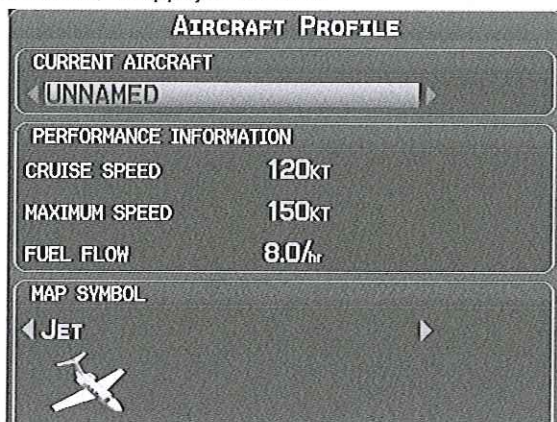 AIRCRAFT PROFILE
CURRENT AIRCRAFT
UNNAMED
PERFORMANCE INFORMATION
CRUISE SPEED 120KT
MAXIMUM SPEED 150KT
FUEL FLOW 8.0/hr
MAP SYMBOL
JET